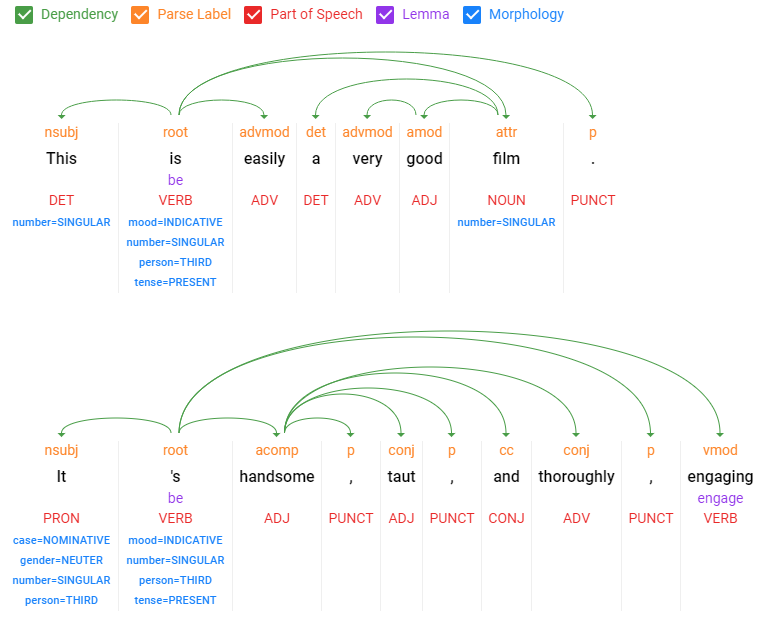 Dependency Parse Label Part of Speech Lemma Morphology
nsubj root advmod det advmod amod attr p
This is easily a very good film .
be
DET VERB ADV DET ADV ADJ NOUN PUNCT
number=SINGULAR mood=INDICATIVE number=SINGULAR
number=SINGULAR
person=THIRD
tense=PRESENT
nsubj root acomp p conj p cc conj p vmod
It 's handsome , taut , and thoroughly , engaging
be engage
PRON VERB ADJ PUNCT ADJ PUNCT CONJ ADV PUNCT VERB
case=NOMINATIVE mood=INDICATIVE
gender=NEUTER number=SINGULAR
number=SINGULAR person=THIRD
person=THIRD tense=PRESENT